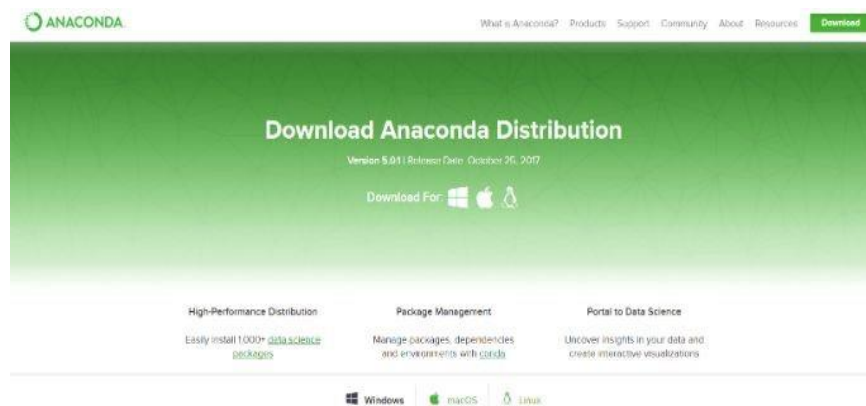 ANACONDA
What is Anaconda? Products Support Community About Resources Download
Download Anaconda Distribution
Version 5.0.1 | Release Date: October 25, 2017
Download For:
High-Performance Distribution
Easily install 1,000+ data science
packages
Package Management
Manage packages, dependencies
and environments with conda
Portal to Data Science
Uncover insights in your data and
create interactive visualizations
Windows macOS Linux